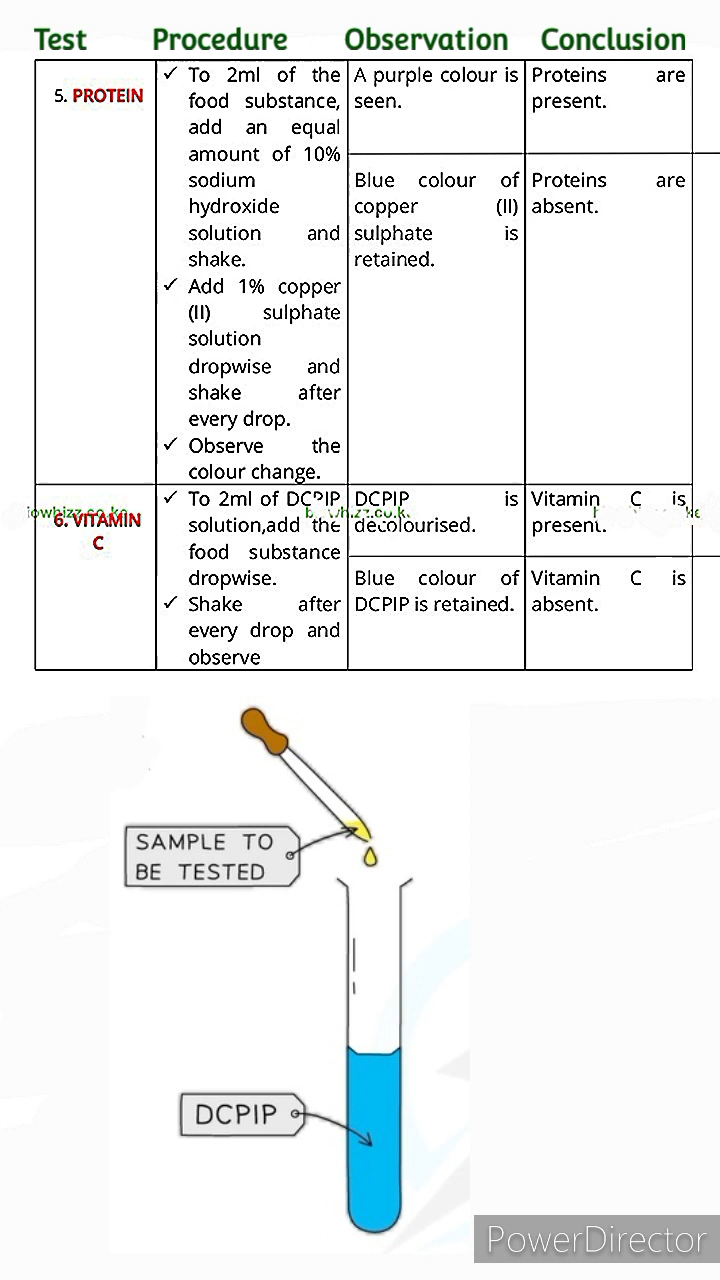 Test Procedure Observation Conclusion
5. PROTEIN
✓ To 2ml of the
food substance,
add an equal
amount of 10%
sodium
hydroxide
solution and
shake.
✓ Add 1% copper
(II) sulphate
solution
dropwise and
shake after
every drop.
✓ Observe the
colour change.
A purple colour is
seen.
Proteins are
present.
Blue colour of
copper (II)
sulphate is
retained.
Proteins are
absent.
6. VITAMIN
C
✓ To 2ml of DCPIP
solution,add the
food substance
dropwise.
✓ Shake after
every drop and
observe
DCPIP is
decolourised.
Vitamin C is
present.
Blue colour of
DCPIP is retained.
Vitamin C is
absent.
SAMPLE TO
BE TESTED
DCPIP
PowerDirector